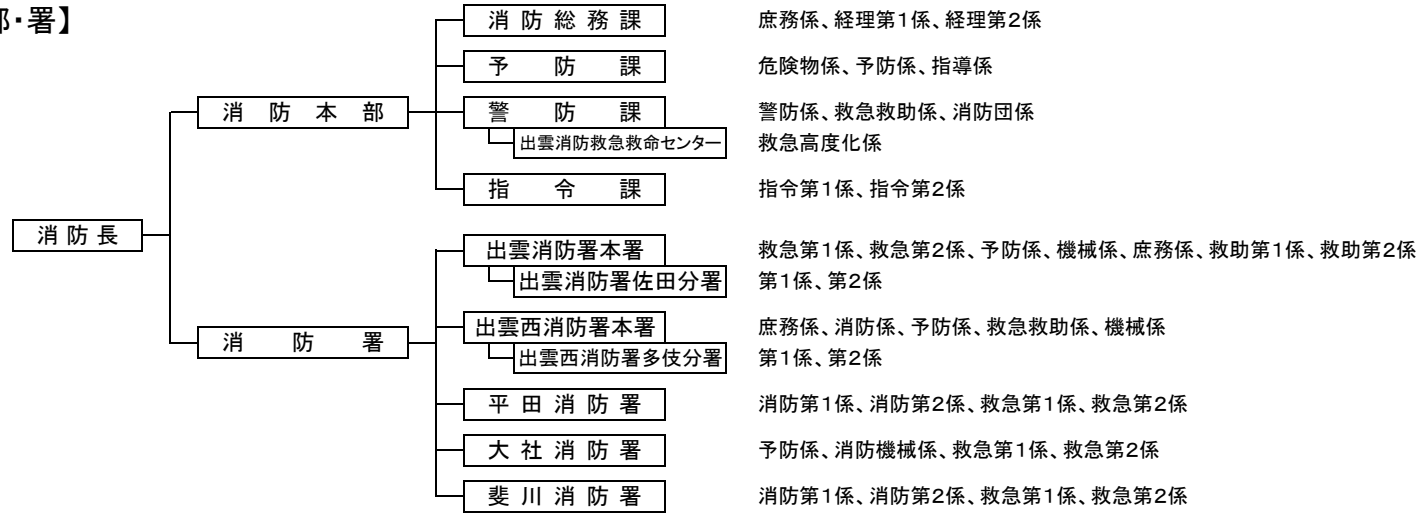 ・署】
消防総務課 庶務係、経理第1係、経理第2係
予防課 危険物係、予防係、指導係
消防本部 警防課 警防係、救急救助係、消防団係
出雲消防救急救命センター 救急高度化係
指令課 指令第1係、指令第2係
消防長
出雲消防署本署 救急第1係、救急第2係、予防係、機械係、庶務係、救助第1係、救助第2係
出雲消防署佐田分署 第1係、第2係
出雲西消防署本署 庶務係、消防係、予防係、救急救助係、機械係
消防署
出雲西消防署多伎分署 第1係、第2係
平田消防署 消防第1係、消防第2係、救急第1係、救急第2係
大社消防署 予防係、消防機械係、救急第1係、救急第2係
斐川消防署 消防第1係、消防第2係、救急第1係、救急第2係